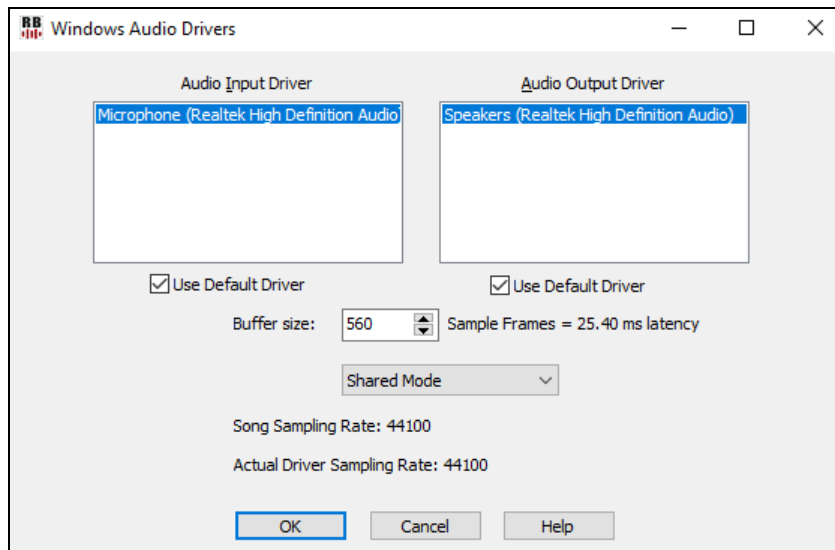 RB Windows Audio Drivers
Audio Input Driver
Audio Output Driver
Microphone (Realtek High Definition Audio)
Speakers (Realtek High Definition Audio)
Use Default Driver
Use Default Driver
Buffer size: 560 Sample Frames = 25.40 ms latency
Shared Mode
Song Sampling Rate: 44100
Actual Driver Sampling Rate: 44100
OK Cancel Help